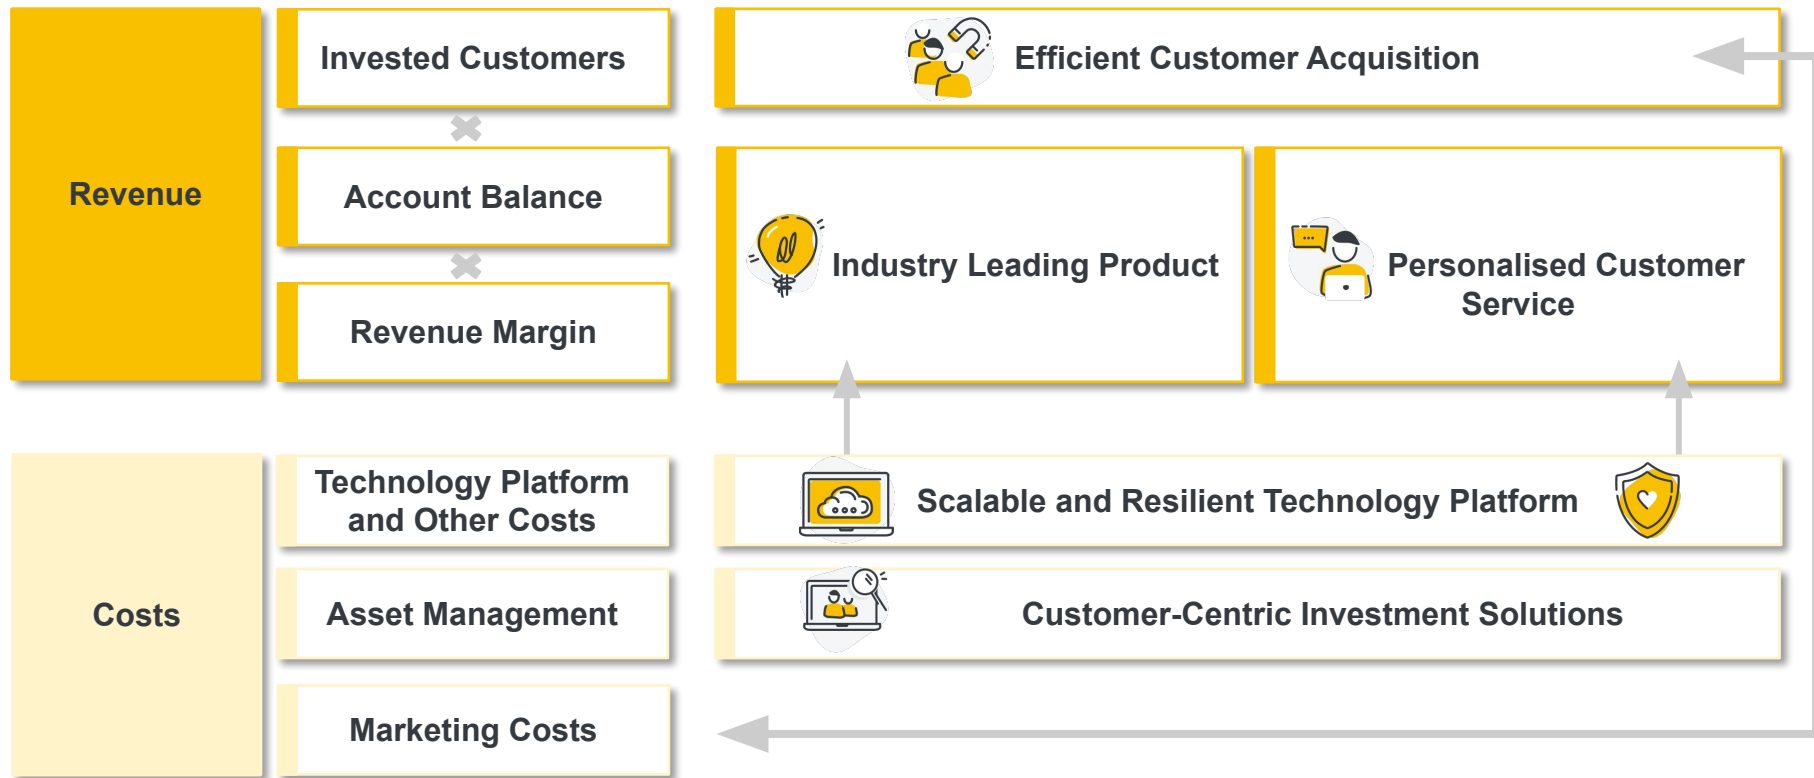 Revenue
Invested Customers
Account Balance
Revenue Margin
Efficient Customer Acquisition
Industry Leading Product
Personalised Customer
Service
Costs
Technology Platform
and Other Costs
Scalable and Resilient Technology Platform
Asset Management
Customer-Centric Investment Solutions
Marketing Costs